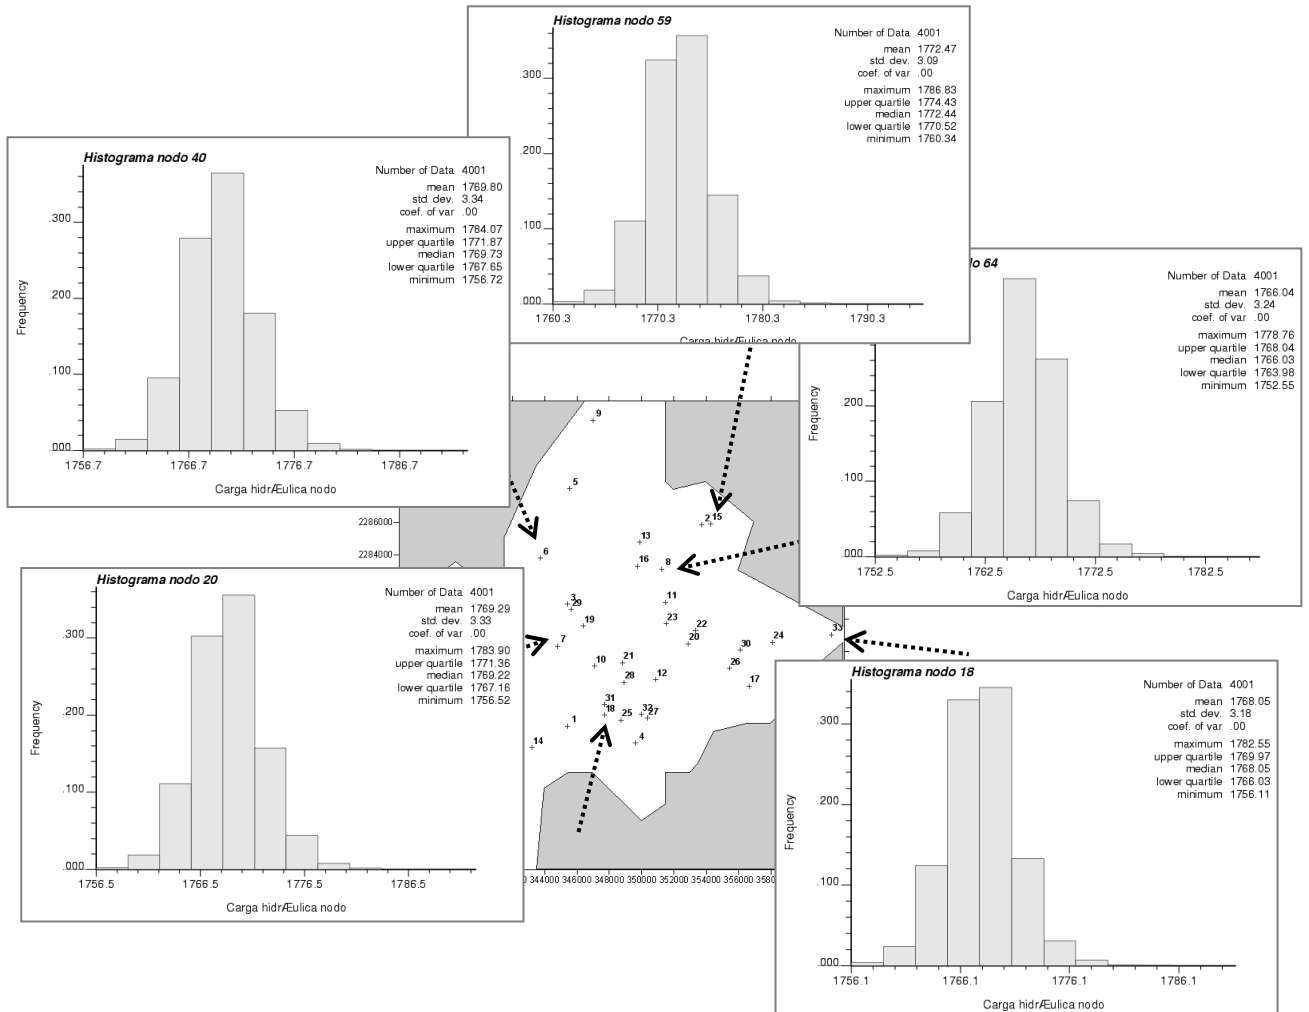 Histograma nodo 59
Frequency
.300
.200
.100
.000
1760.3 1770.3 1780.3 1790.3
Carga hidrÆulica nodo
Number of Data 4001
mean 1772.47
std. dev. 3.09
coef. of var .00
maximum 1786.83
upper quartile 1774.43
median 1772.44
lower quartile 1770.52
minimum 1760.34
Histograma nodo 40
Frequency
.300
.200
.100
.000
1756.7 1766.7 1776.7 1786.7
Carga hidrÆulica nodo
Number of Data 4001
mean 1769.80
std. dev. 3.34
coef. of var .00
maximum 1784.07
upper quartile 1771.87
median 1769.73
lower quartile 1767.65
minimum 1756.72
do 64
Frequency
.200
.100
.000
1752.5 1762.5 1772.5 1782.5
Carga hidrÆulica nodo
Number of Data 4001
mean 1766.04
std. dev. 3.24
coef. of var .00
maximum 1778.76
upper quartile 1768.04
median 1766.03
lower quartile 1763.98
minimum 1752.55
2286000
2284000
9
5
2 15
13
6
16 8
3
29
11
19
23
22
33
7
20
24
30
10
21
26
28
12
17
31
18
25
32
27
1
4
14
344000 346000 348000 350000 352000 354000 356000 358
Histograma nodo 20
Frequency
.300
.200
.100
.000
1756.5 1766.5 1776.5 1786.5
Carga hidrÆulica nodo
Number of Data 4001
mean 1769.29
std. dev. 3.33
coef. of var .00
maximum 1783.90
upper quartile 1771.36
median 1769.22
lower quartile 1767.16
minimum 1756.52
Histograma nodo 18
Frequency
.300
.200
.100
.000
1756.1 1766.1 1776.1 1786.1
Carga hidrÆulica nodo
Number of Data 4001
mean 1768.05
std. dev. 3.18
coef. of var .00
maximum 1782.55
upper quartile 1769.97
median 1768.05
lower quartile 1766.03
minimum 1756.11